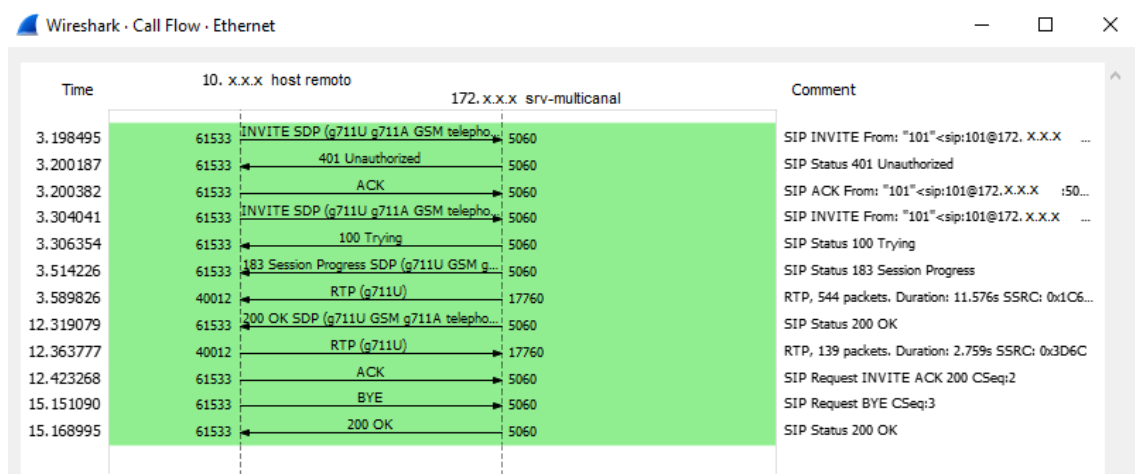 Wireshark · Call Flow · Ethernet
Time 10. x.x.x host remoto 172. x.x.x srv-multicanal Comment
3.198495 61533 INVITE SDP (g711U g711A GSM telepho... 5060 SIP INVITE From: "101"<sip:101@172. X.X.X ...
3.200187 61533 401 Unauthorized 5060 SIP Status 401 Unauthorized
3.200382 61533 ACK 5060 SIP ACK From: "101"<sip:101@172.X.X.X :50...
3.304041 61533 INVITE SDP (g711U g711A GSM telepho... 5060 SIP INVITE From: "101"<sip:101@172. X.X.X ...
3.306354 61533 100 Trying 5060 SIP Status 100 Trying
3.514226 61533 183 Session Progress SDP (g711U GSM g... 5060 SIP Status 183 Session Progress
3.589826 40012 RTP (g711U) 17760 RTP, 544 packets. Duration: 11.576s SSRC: 0x1C6...
12.319079 61533 200 OK SDP (g711U GSM g711A telepho... 5060 SIP Status 200 OK
12.363777 40012 RTP (g711U) 17760 RTP, 139 packets. Duration: 2.759s SSRC: 0x3D6C
12.423268 61533 ACK 5060 SIP Request INVITE ACK 200 CSeq:2
15.151090 61533 BYE 5060 SIP Request BYE CSeq:3
15.168995 61533 200 OK 5060 SIP Status 200 OK